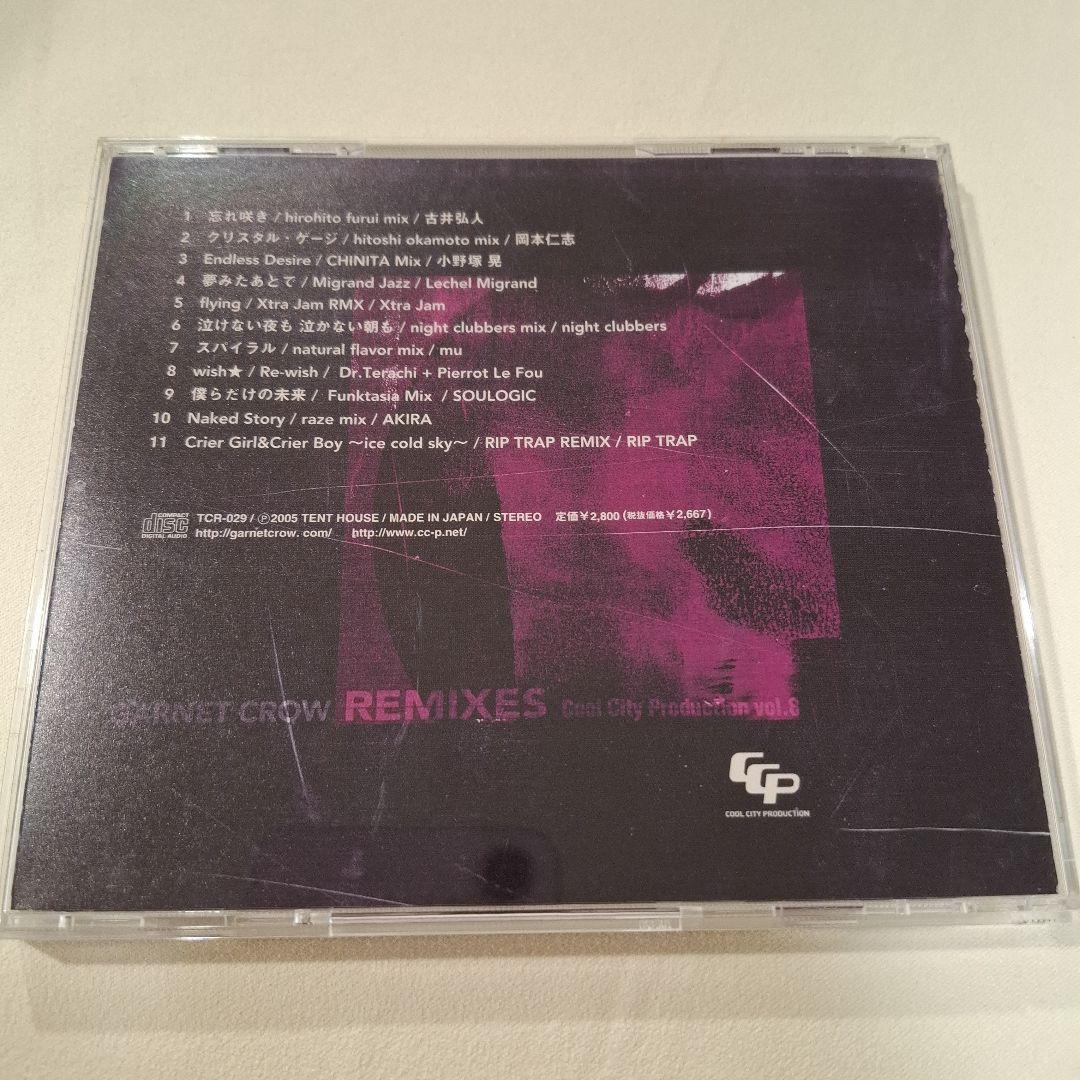 1 忘れ咲き / hirohito furui mix / 古井弘人
2 クリスタル・ゲージ / hitoshi okamoto mix / 岡本仁志
3 Endless Desire / CHINITA Mix / 小野塚 晃
4 夢みたあとで / Migrand Jazz / Lechel Migrand
5 flying / Xtra Jam RMX / Xtra Jam
6 泣けない夜も 泣かない朝も / night clubbers mix / night clubbers
7 スパイラル / natural flavor mix / mu
8 wish★ / Re-wish / Dr.Terachi + Pierrot Le Fou
9 僕らだけの未来 / Funktasia Mix / SOULOGIC
10 Naked Story / raze mix / AKIRA
11 Crier Girl&Crier Boy 〜ice cold sky〜 / RIP TRAP REMIX / RIP TRAP
COMPACT disc DIGITAL AUDIO
TCR-029 / ℗2005 TENT HOUSE / MADE IN JAPAN / STEREO 定価¥2,800 (税抜価格¥2,667)
http://garnetcrow. com/ http://www.cc-p.net/
GARNET CROW REMIXES Cool City Production vol.8
CCP
COOL CITY PRODUCTION